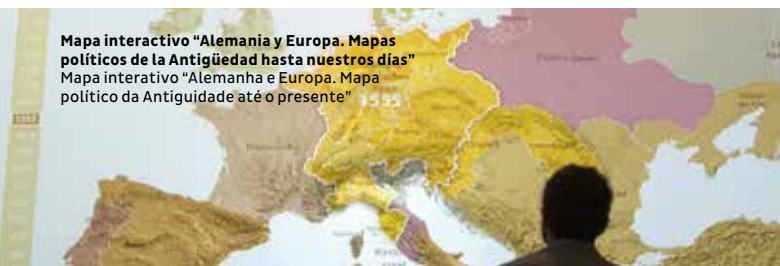 Mapa interactivo “Alemania y Europa. Mapas
políticos de la Antigüedad hasta nuestros días”
Mapa interativo “Alemanha e Europa. Mapa
político da Antiguidade até o presente”
1555